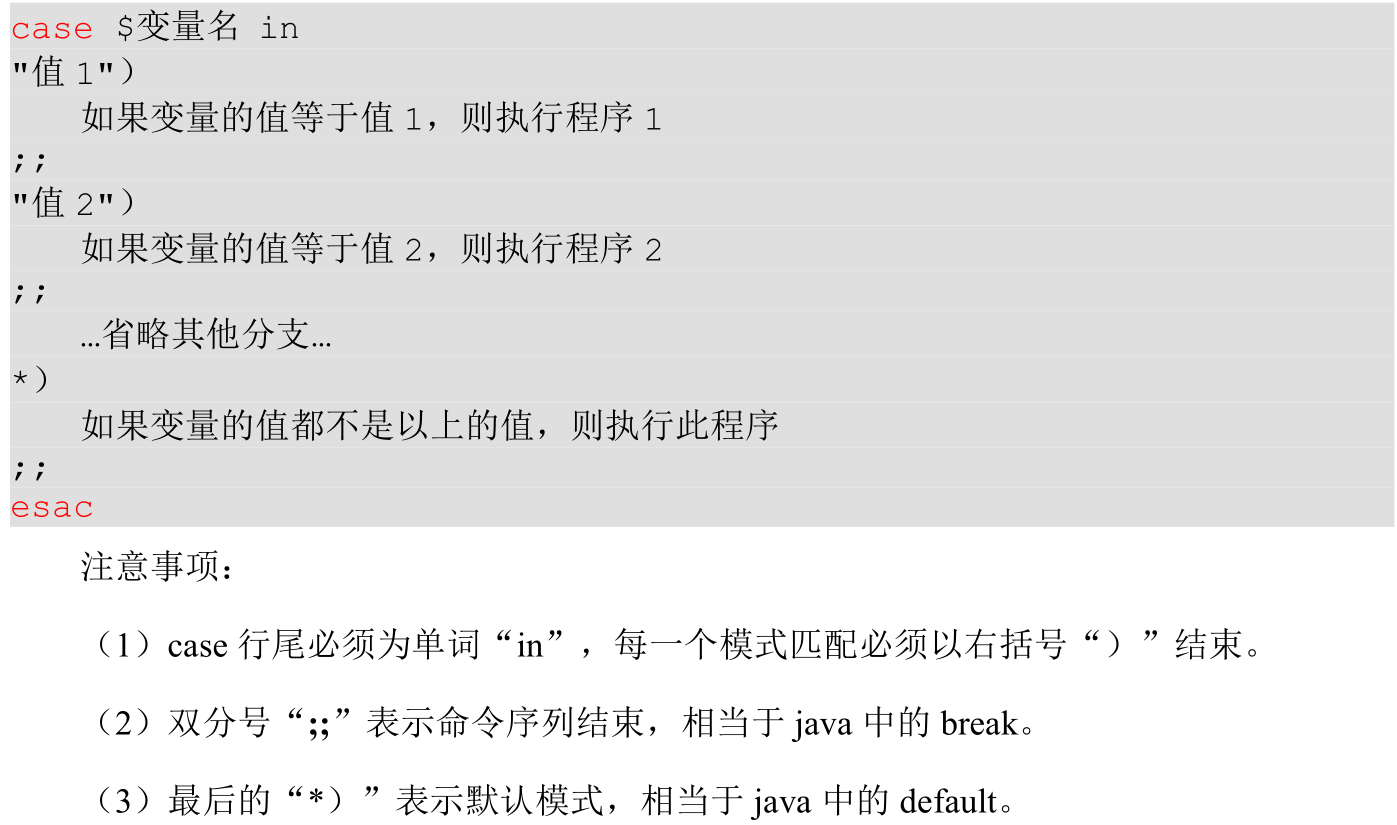 case $变量名 in
"值 1"）
如果变量的值等于值 1，则执行程序 1
;;
"值 2"）
如果变量的值等于值 2，则执行程序 2
;;
…省略其他分支…
*）
如果变量的值都不是以上的值，则执行此程序
;;
esac
注意事项：
（1）case 行尾必须为单词“in”，每一个模式匹配必须以右括号“）”结束。
（2）双分号“;;”表示命令序列结束，相当于 java 中的 break。
（3）最后的“*）”表示默认模式，相当于 java 中的 default。